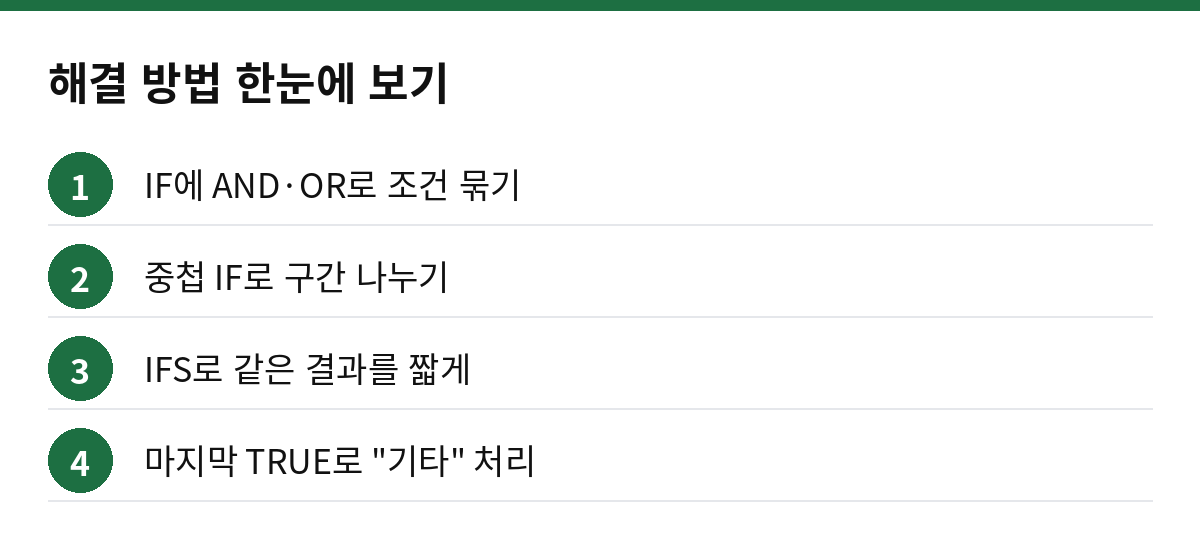 해결 방법 한눈에 보기
1 IF에 AND·OR로 조건 묶기
2 중첩 IF로 구간 나누기
3 IFS로 같은 결과를 짧게
4 마지막 TRUE로 "기타" 처리